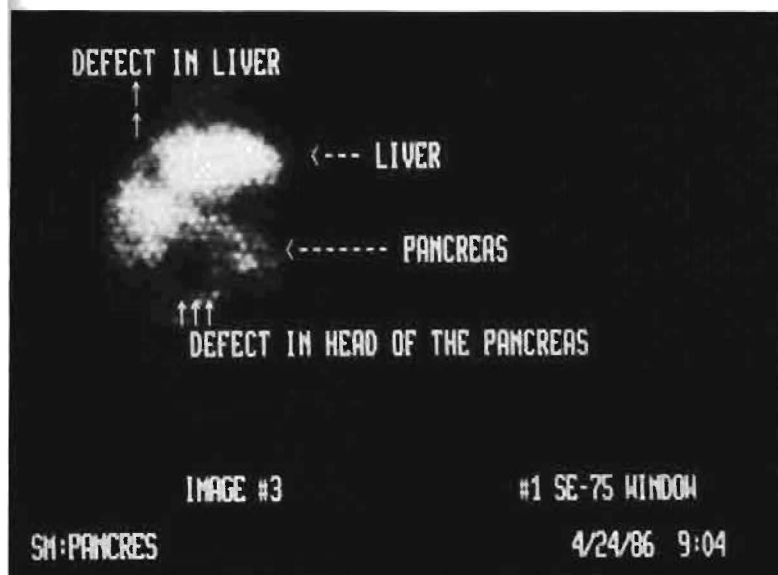 DEFECT IN LIVER
↑
↑
<--- LIVER
<------- PANCREAS
↑↑↑
DEFECT IN HEAD OF THE PANCREAS
IMAGE #3 #1 SE-75 WINDOW
SM:PANCRES 4/24/86 9:04